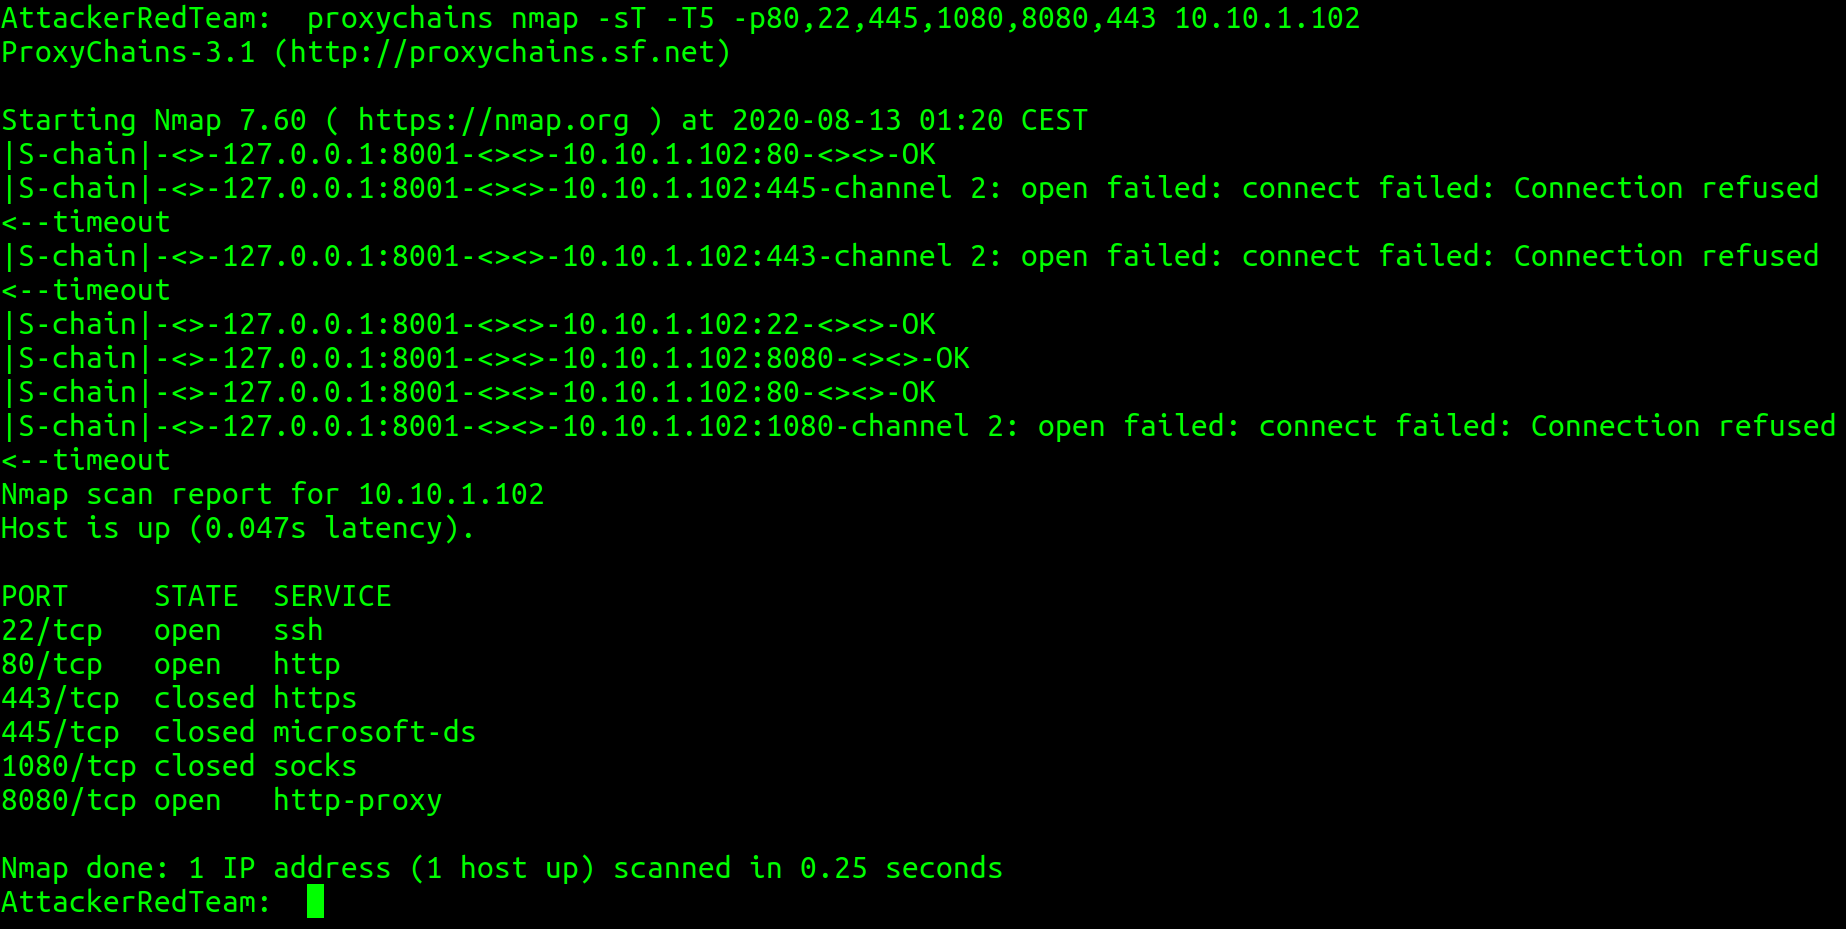 AttackerRedTeam:  proxychains nmap -sT -T5 -p80,22,445,1080,8080,443 10.10.1.102
ProxyChains-3.1 (http://proxychains.sf.net)

Starting Nmap 7.60 ( https://nmap.org ) at 2020-08-13 01:20 CEST
|S-chain|-<>-127.0.0.1:8001-<><>-10.10.1.102:80-<><>-OK
|S-chain|-<>-127.0.0.1:8001-<><>-10.10.1.102:445-channel 2: open failed: connect failed: Connection refused
<--timeout
|S-chain|-<>-127.0.0.1:8001-<><>-10.10.1.102:443-channel 2: open failed: connect failed: Connection refused
<--timeout
|S-chain|-<>-127.0.0.1:8001-<><>-10.10.1.102:22-<><>-OK
|S-chain|-<>-127.0.0.1:8001-<><>-10.10.1.102:8080-<><>-OK
|S-chain|-<>-127.0.0.1:8001-<><>-10.10.1.102:80-<><>-OK
|S-chain|-<>-127.0.0.1:8001-<><>-10.10.1.102:1080-channel 2: open failed: connect failed: Connection refused
<--timeout
Nmap scan report for 10.10.1.102
Host is up (0.047s latency).

PORT     STATE  SERVICE
22/tcp   open   ssh
80/tcp   open   http
443/tcp  closed https
445/tcp  closed microsoft-ds
1080/tcp closed socks
8080/tcp open   http-proxy

Nmap done: 1 IP address (1 host up) scanned in 0.25 seconds
AttackerRedTeam: